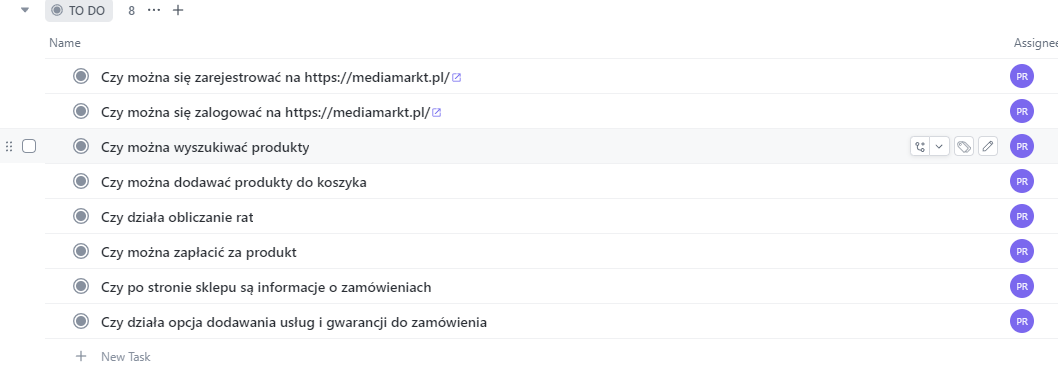 TO DO 8
Name Assignee
Czy można się zarejestrować na https://mediamarkt.pl/ PR
Czy można się zalogować na https://mediamarkt.pl/ PR
Czy można wyszukiwać produkty PR
Czy można dodawać produkty do koszyka PR
Czy działa obliczanie rat PR
Czy można zapłacić za produkt PR
Czy po stronie sklepu są informacje o zamówieniach PR
Czy działa opcja dodawania usług i gwarancji do zamówienia PR
New Task